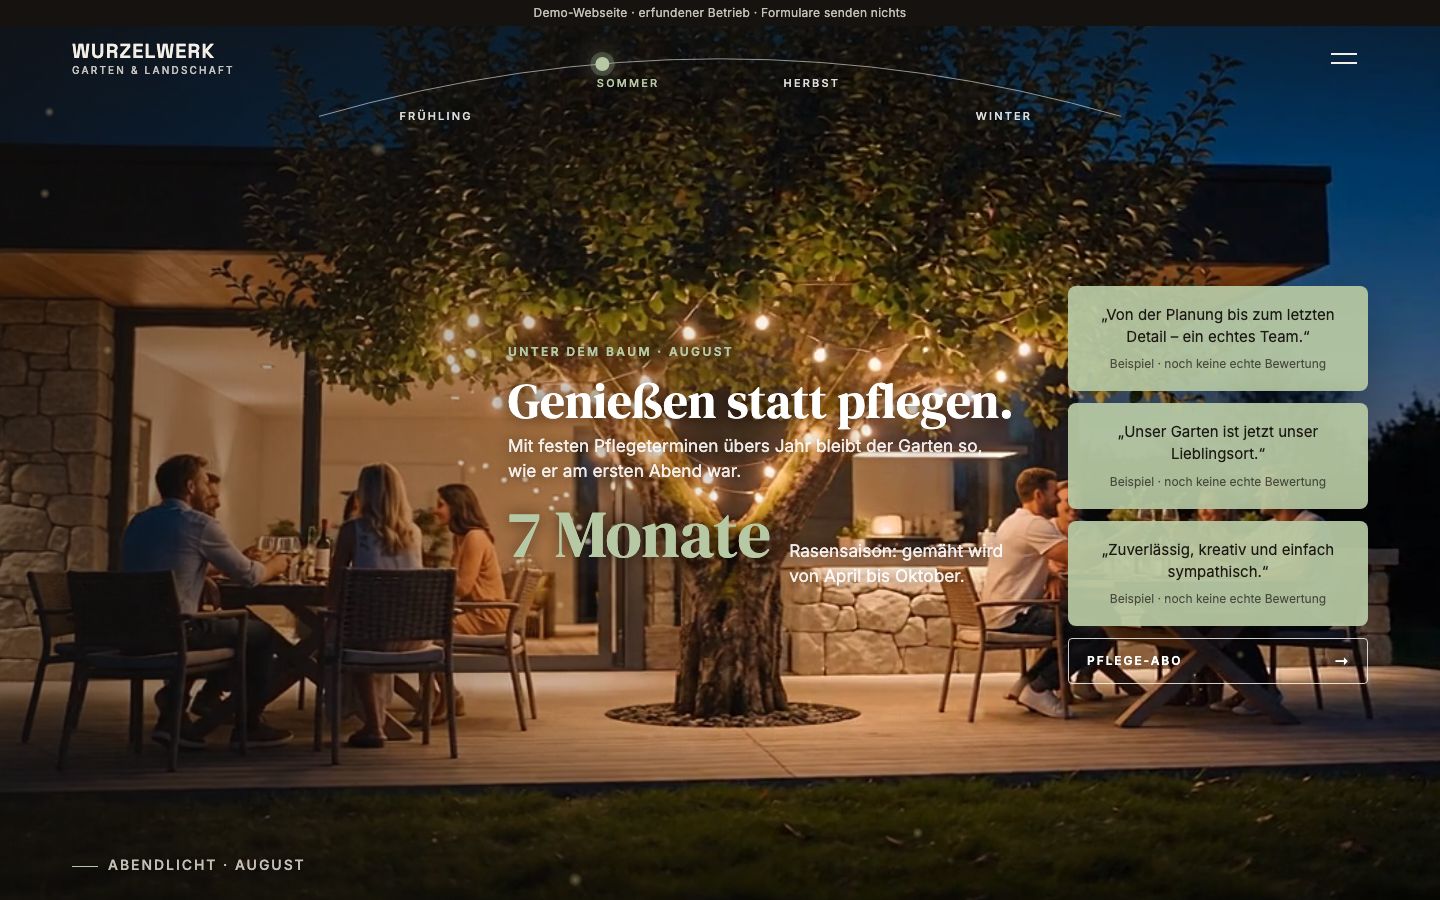 Demo-Webseite · erfundener Betrieb · Formulare senden nichts
WURZELWERK
GARTEN & LANDSCHAFT
SOMMER
HERBST
FRÜHLING
WINTER
UNTER DEM BAUM · AUGUST
Genießen statt pflegen.
Mit festen Pflegeterminen übers Jahr bleibt der Garten so,
wie er am ersten Abend war.
7 Monate
Rasensaison: gemäht wird
von April bis Oktober.
„Von der Planung bis zum letzten
Detail – ein echtes Team.“
Beispiel · noch keine echte Bewertung
„Unser Garten ist jetzt unser
Lieblingsort.“
Beispiel · noch keine echte Bewertung
„Zuverlässig, kreativ und einfach
sympathisch.“
Beispiel · noch keine echte Bewertung
PFLEGE-ABO →
ABENDLICHT · AUGUST